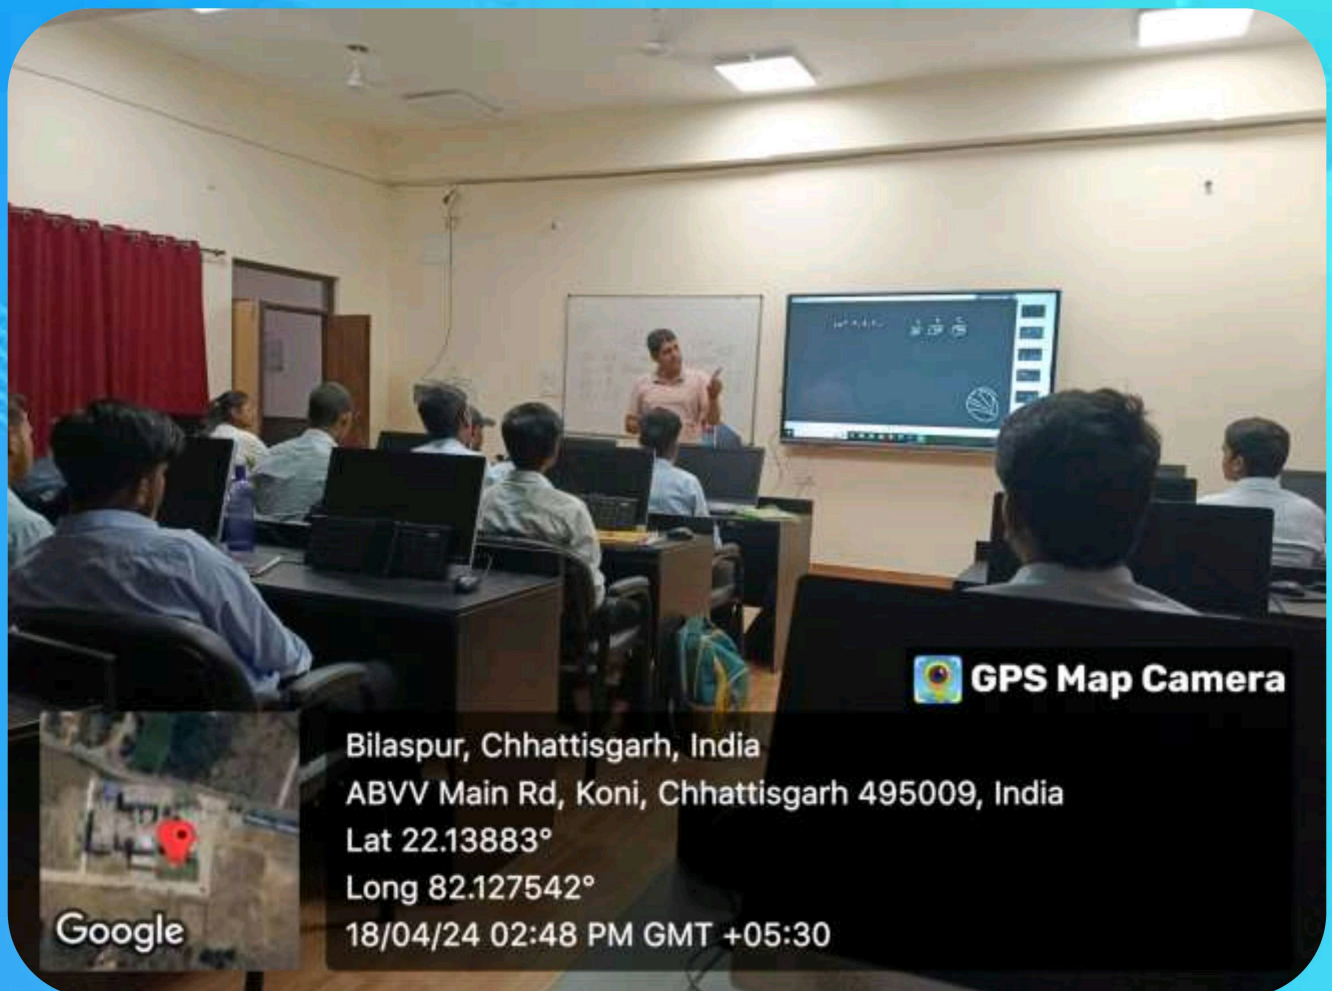 GPS Map Camera
Bilaspur, Chhattisgarh, India
ABVV Main Rd, Koni, Chhattisgarh 495009, India
Lat 22.13883°
Long 82.127542°
18/04/24 02:48 PM GMT +05:30
Google